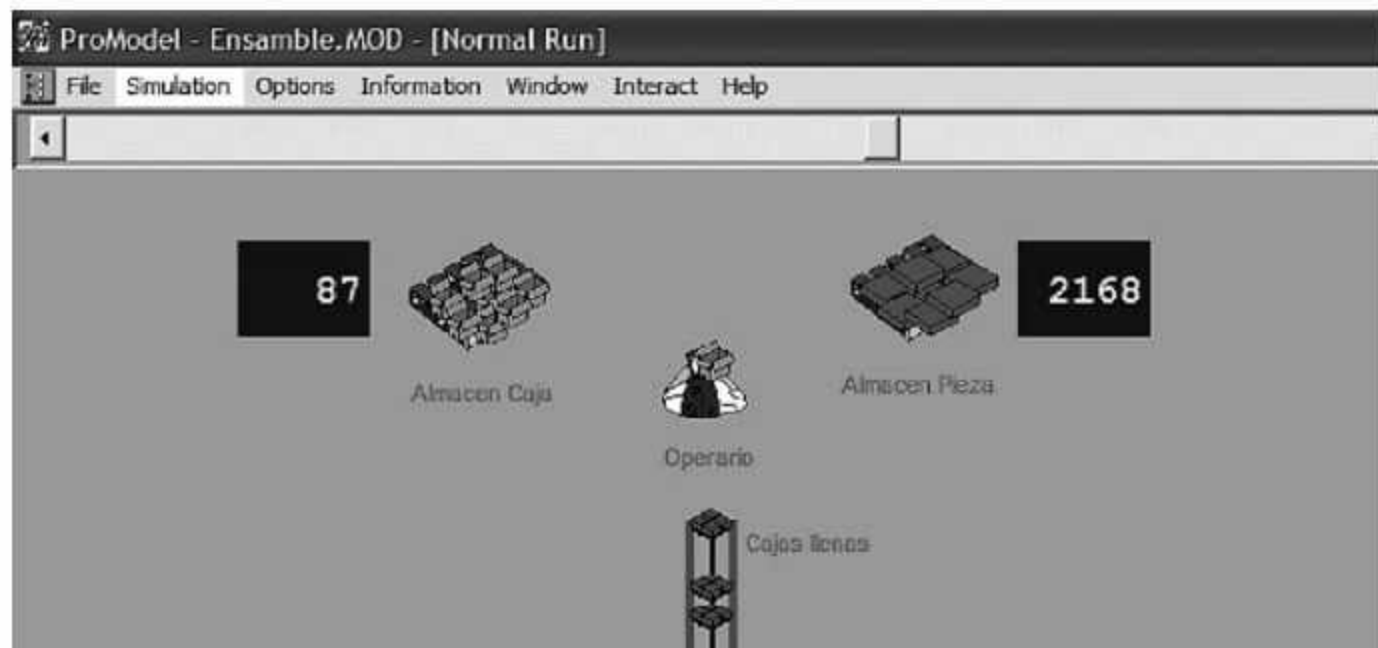 ProModel - Ensamble.MOD - [Normal Run]
File Simulation Options Information Window Interact Help
87
2168
Almacen Caja
Almacen Pieza
Operario
Cajas llenas